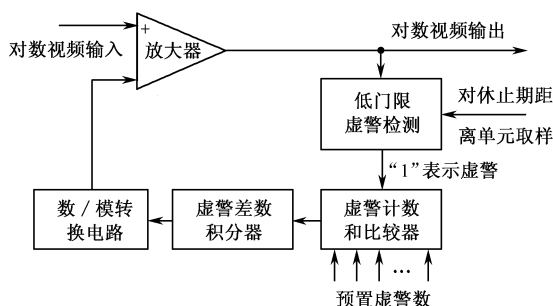 对数视频输入
+
放大器
对数视频输出
低门限
虚警检测
对休止期距
离单元取样
“1”表示虚警
数/模转
换电路
虚警差数
积分器
虚警计数
和比较器
…
预置虚警数